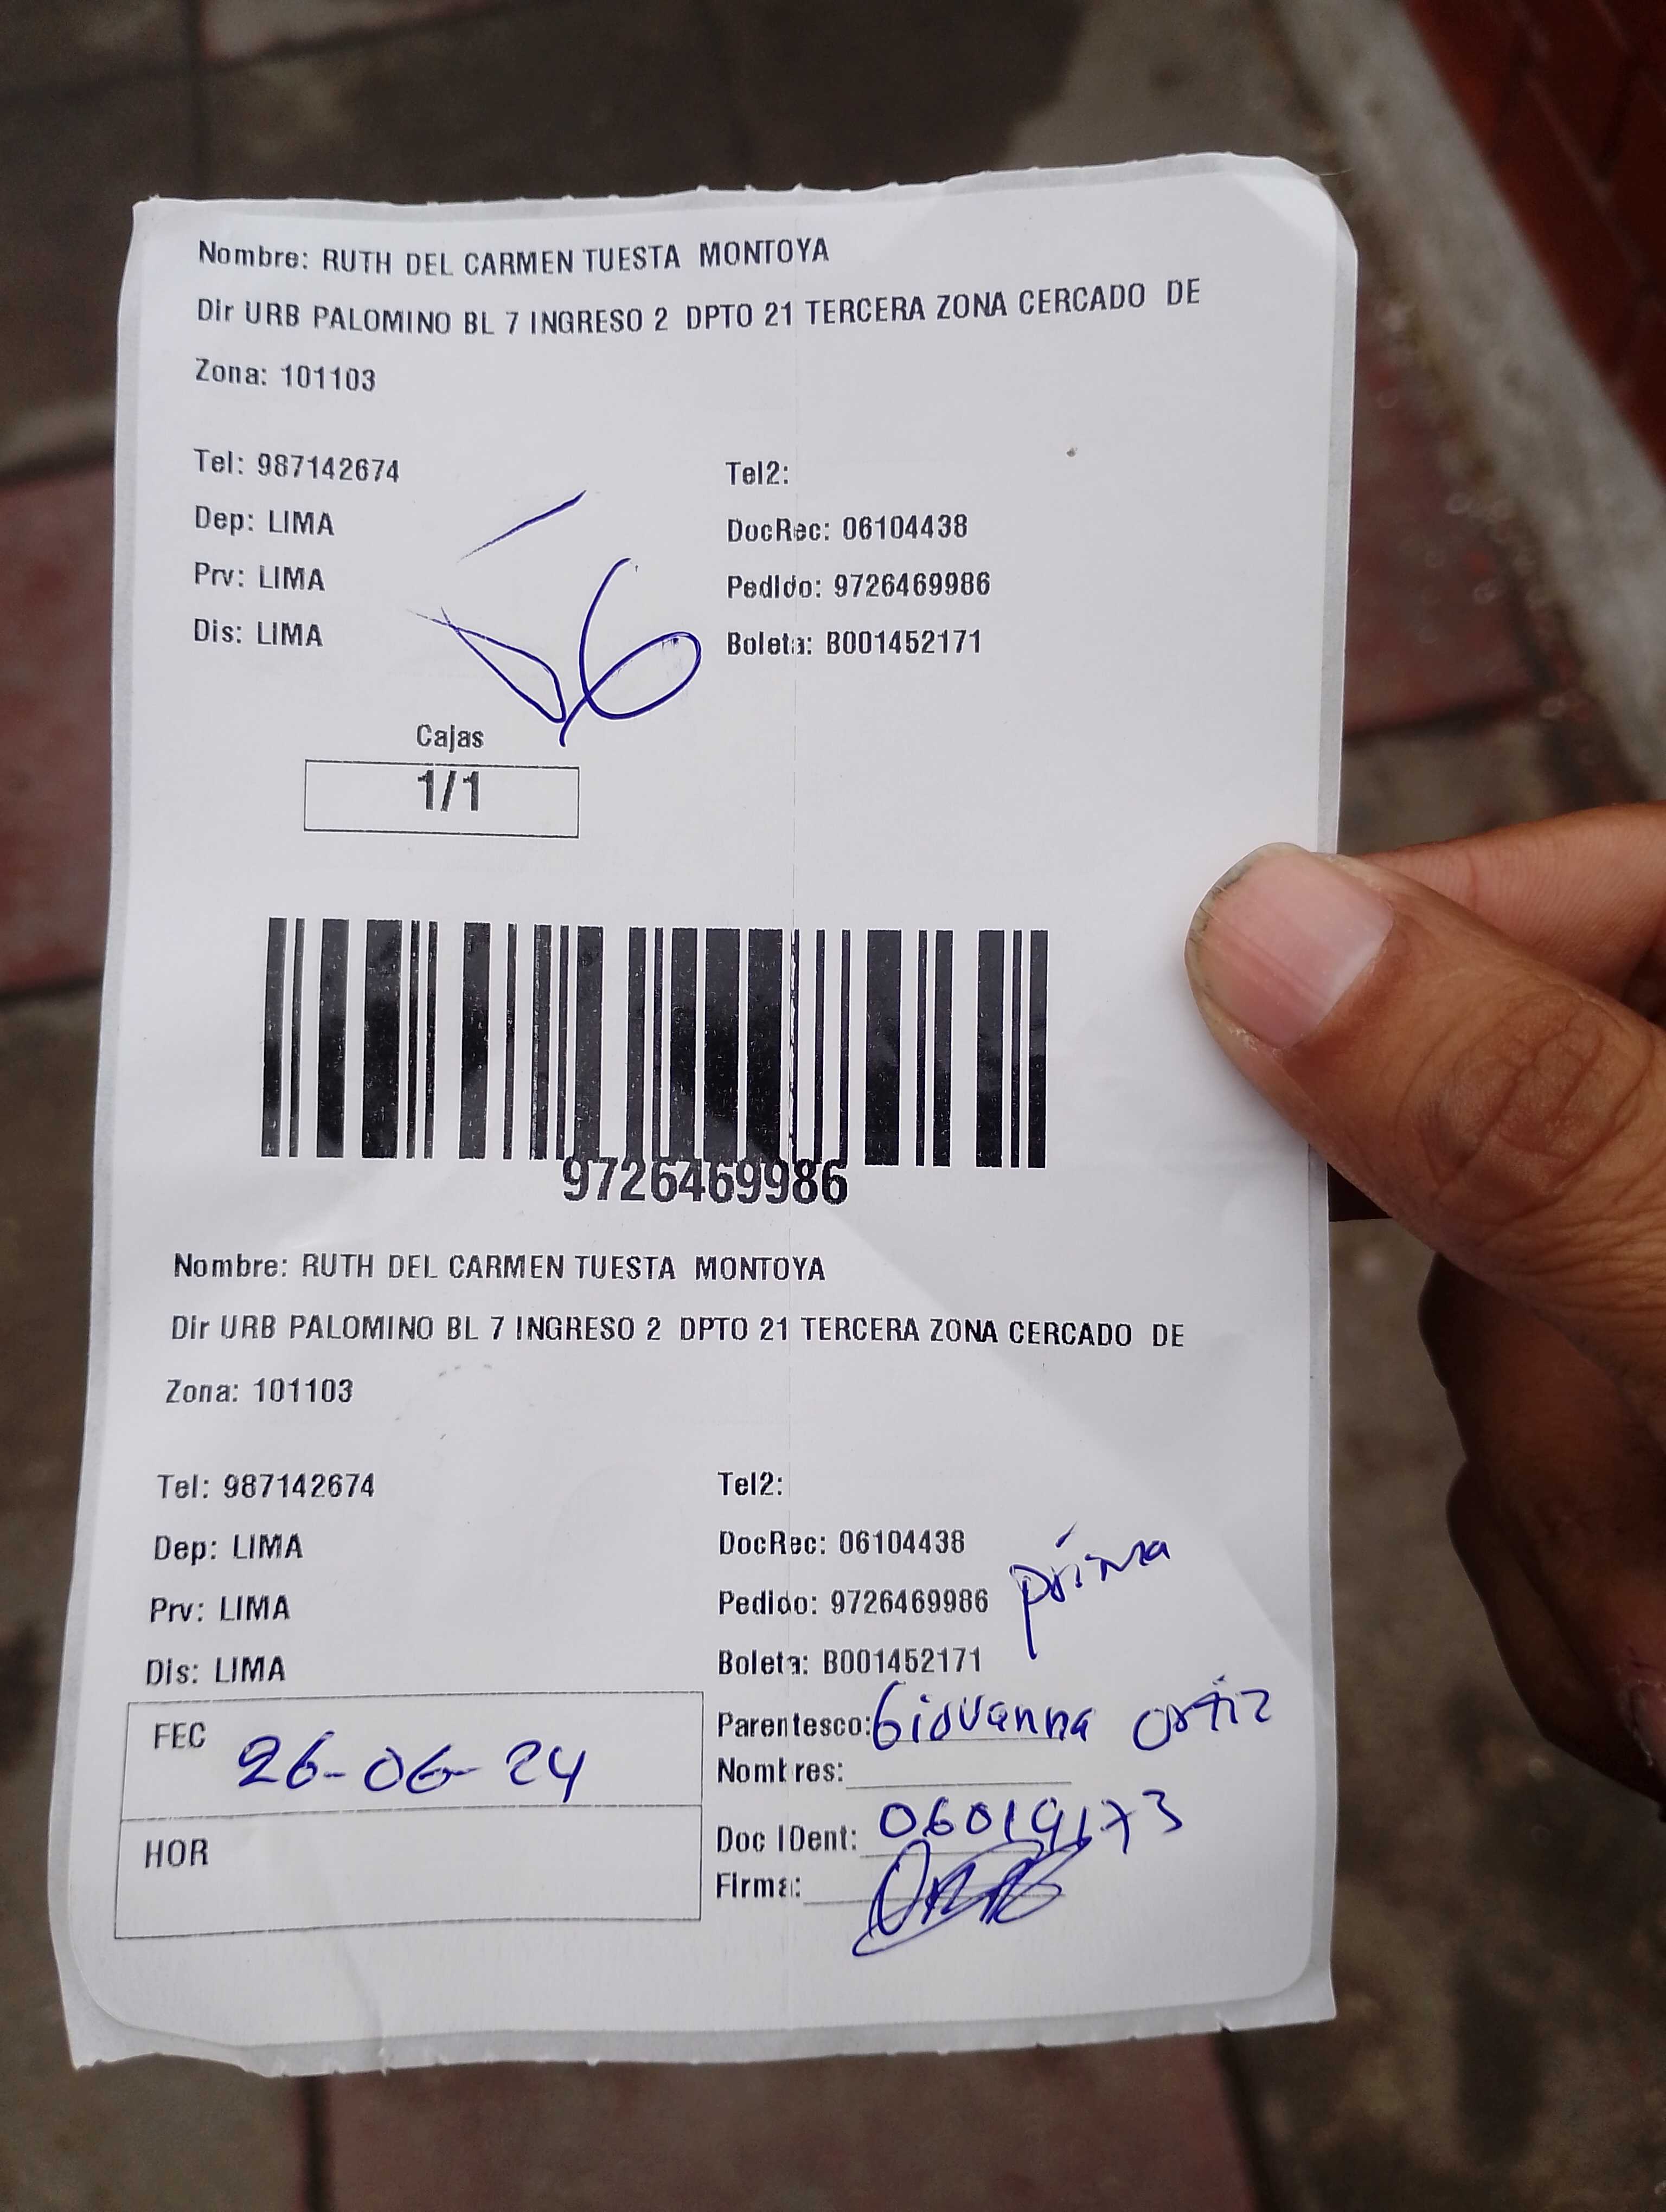 Nombre: RUTH DEL CARMEN TUESTA MONTOYA
Dir URB PALOMINO BL 7 INGRESO 2 DPTO 21 TERCERA ZONA CERCADO DE
Zona: 101103
Tel: 987142674 Tel2:
Dep: LIMA DocRec: 06104438
Prv: LIMA Pedido: 9726469986
Dis: LIMA Boleta: B001452171
Cajas
1/1
9726469986
Nombre: RUTH DEL CARMEN TUESTA MONTOYA
Dir URB PALOMINO BL 7 INGRESO 2 DPTO 21 TERCERA ZONA CERCADO DE
Zona: 101103
Tel: 987142674 Tel2:
Dep: LIMA DocRec: 06104438
prima
Prv: LIMA Pedido: 9726469986
Dis: LIMA Boleta: B001452171
FEC 26-06-24 Parentesco: Giovanna Ortiz
Nombres:
HOR Doc IDent: 06019173
Firma: